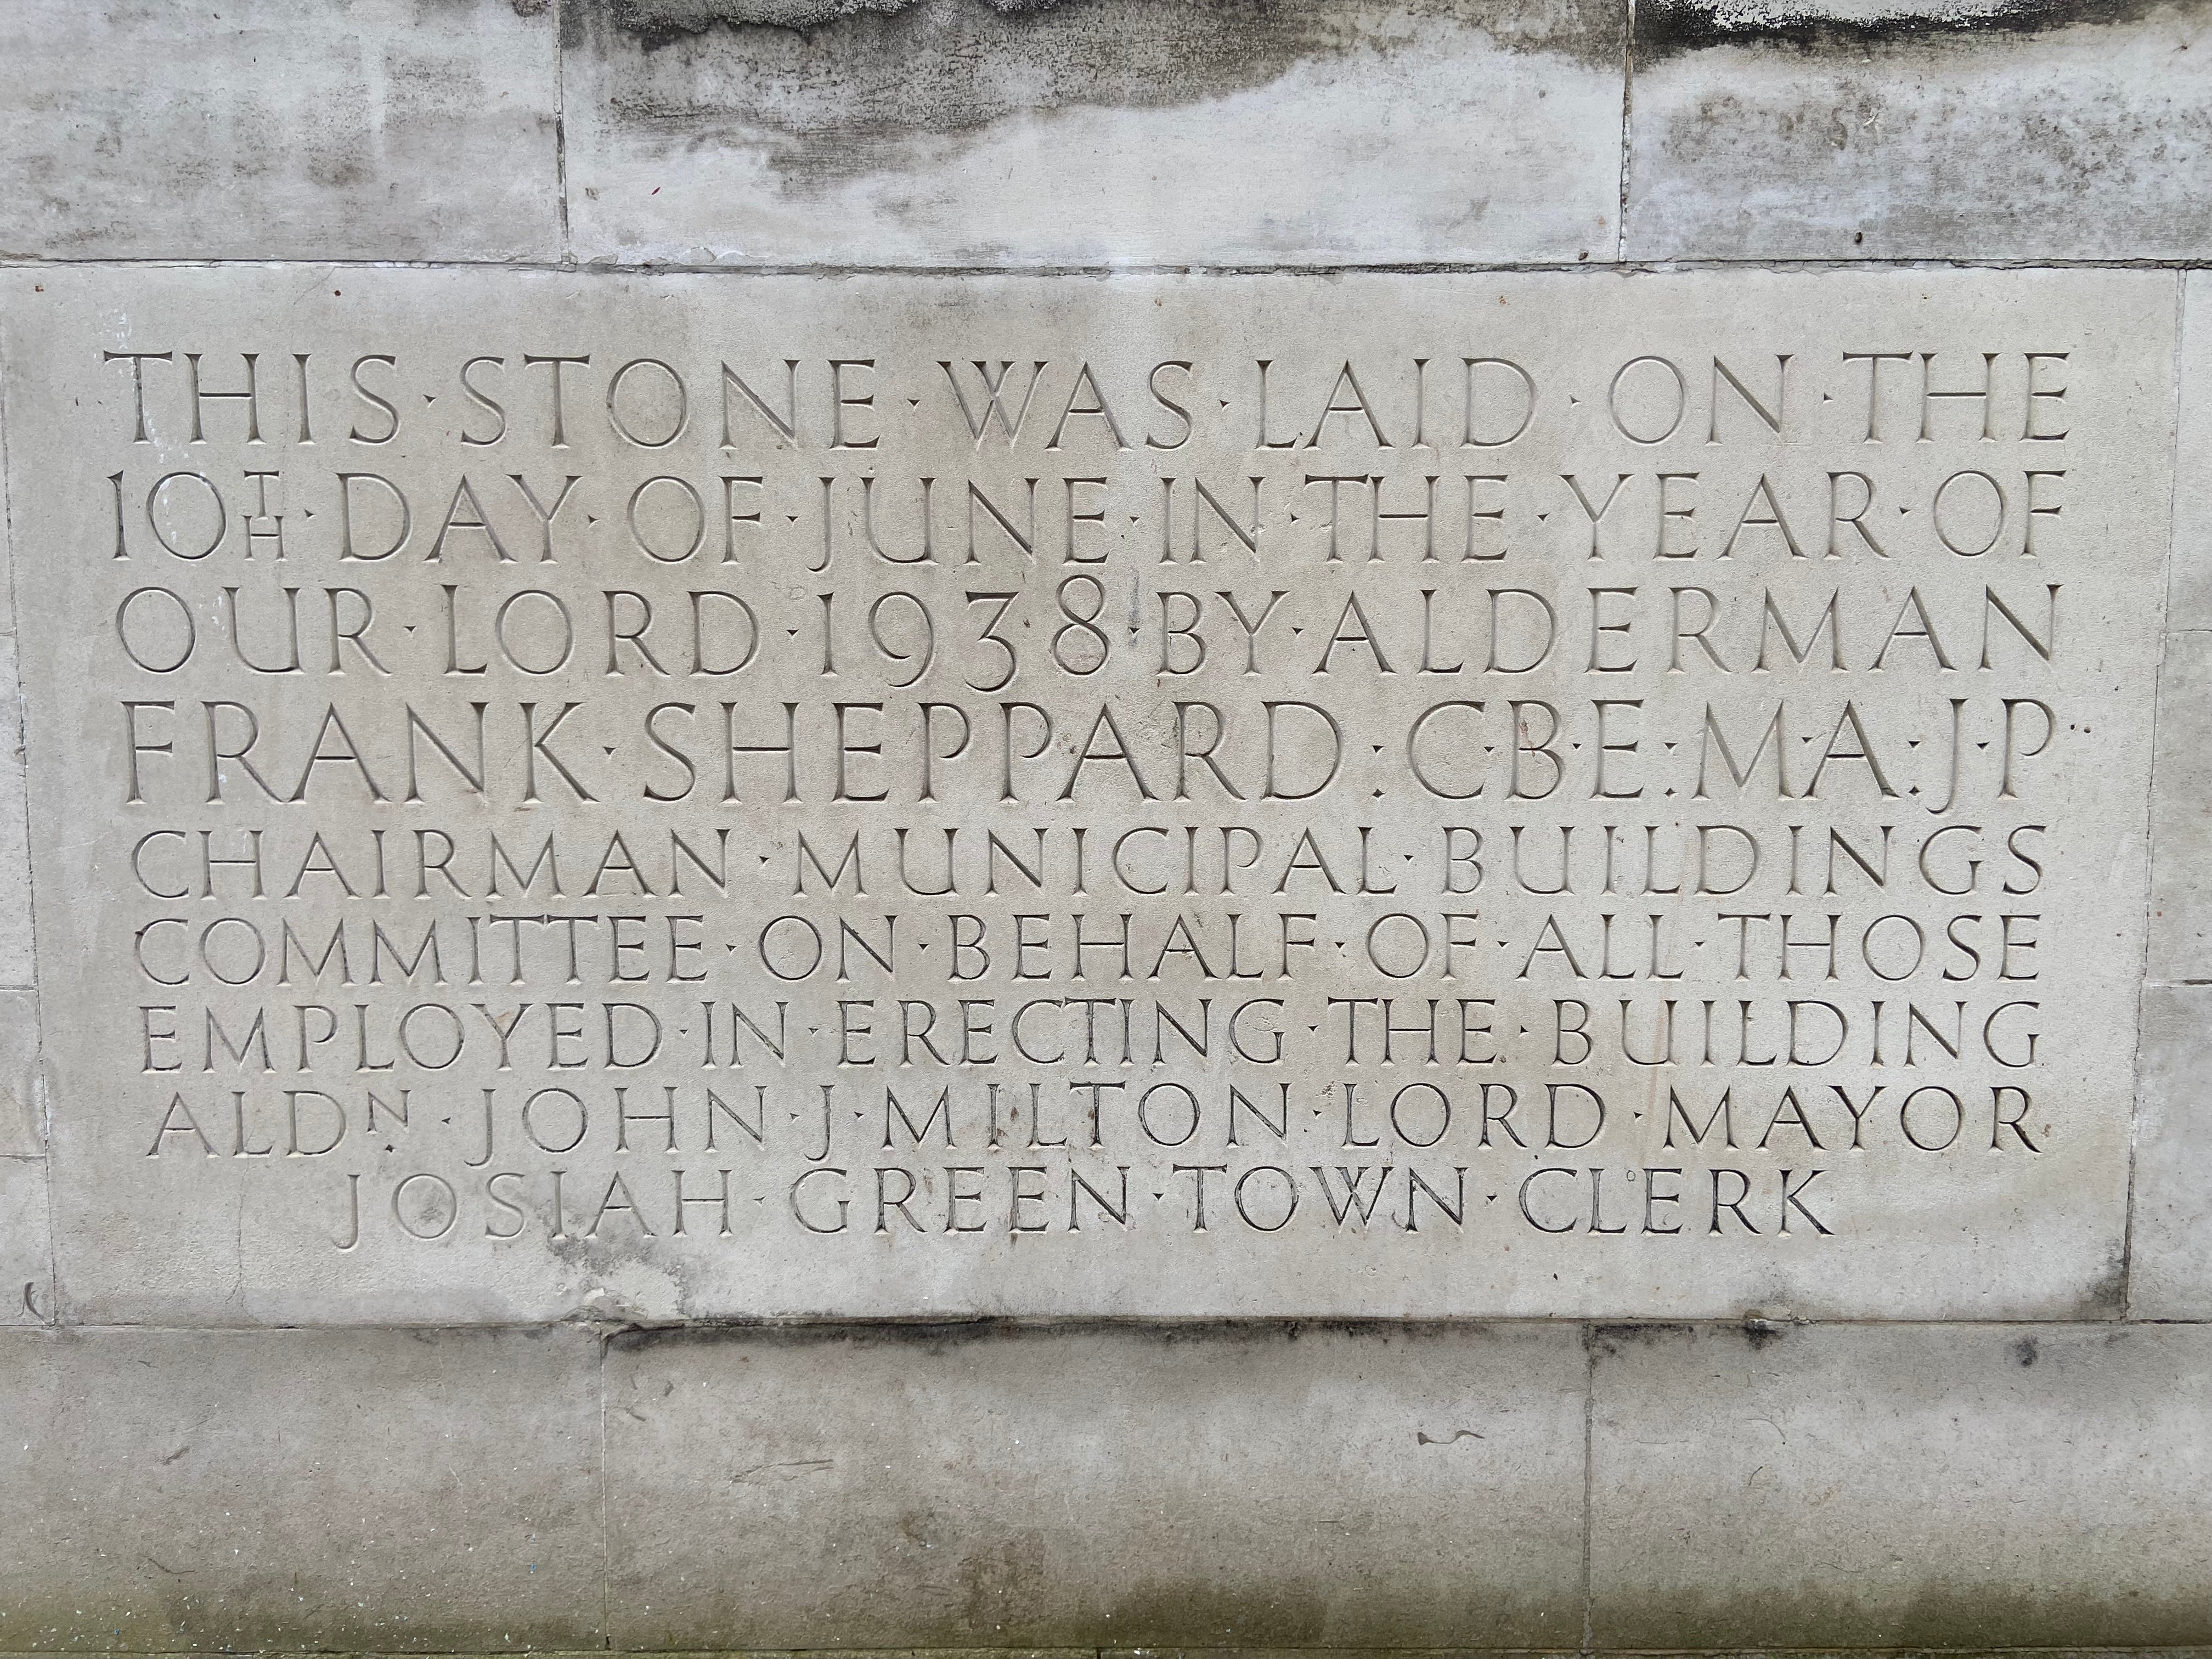 THIS·STONE·WAS·LAID·ON·THE
10TH·DAY·OF·JUNE·IN·THE·YEAR·OF
OUR·LORD·1938·BY·ALDERMAN
FRANK·SHEPPARD:C·B·E:M·A:J·P·
CHAIRMAN·MUNICIPAL·BUILDINGS
COMMITTEE·ON·BEHALF·OF·ALL·THOSE
EMPLOYED·IN·ERECTING·THE·BUILDING
ALDN.·JOHN·J·MILTON·LORD·MAYOR
JOSIAH·GREEN·TOWN·CLERK